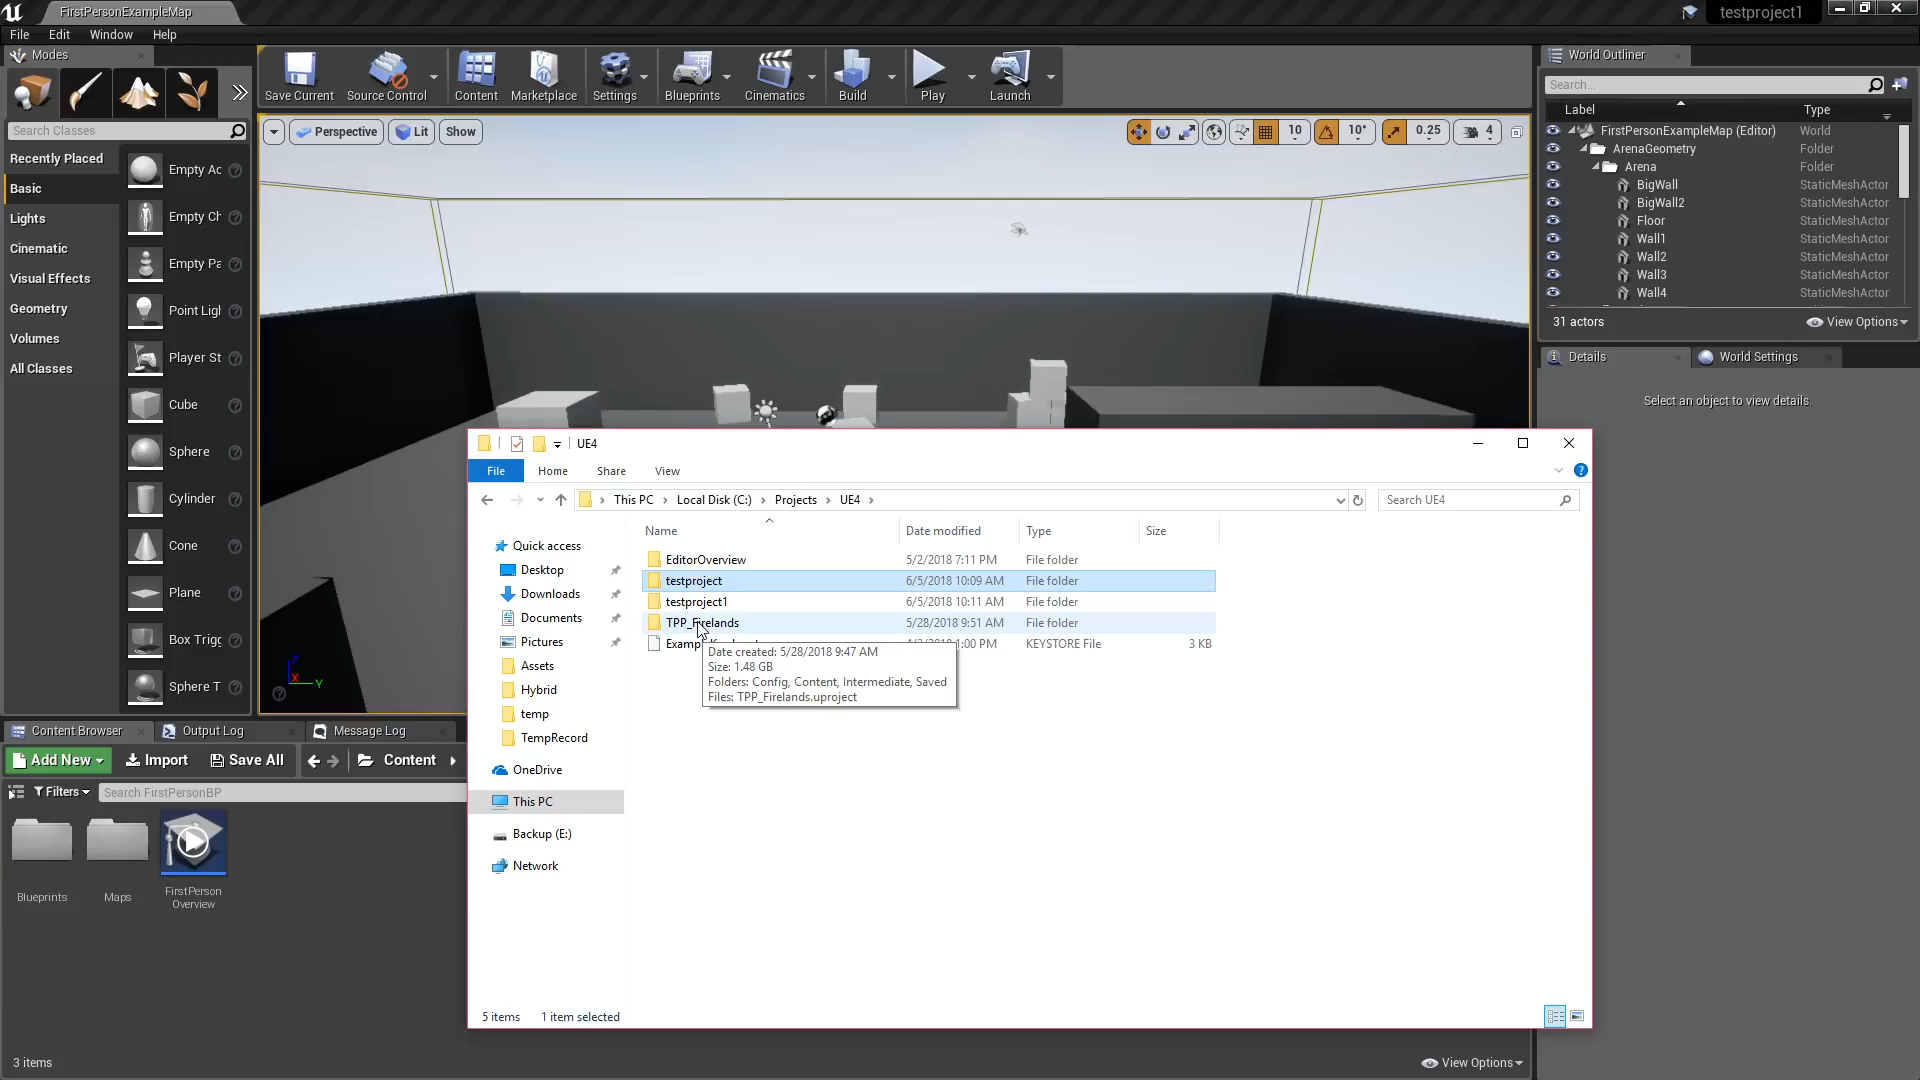 FirstPersonExampleMap
testproject1
File Edit Window Help
Modes
Save Current
Source Control
Content
Marketplace
Settings
Blueprints
Cinematics
Build
Play
Launch
World Outliner
Search...
Label Type
Search Classes
Perspective
Lit
Show
10
10°
0.25
4
FirstPersonExampleMap (Editor) World
ArenaGeometry Folder
Arena Folder
BigWall StaticMeshActor
BigWall2 StaticMeshActor
Floor StaticMeshActor
Wall1 StaticMeshActor
Wall2 StaticMeshActor
Wall3 StaticMeshActor
Wall4 StaticMeshActor
31 actors
View Options
Details
World Settings
Select an object to view details.
Recently Placed
Basic
Lights
Cinematic
Visual Effects
Geometry
Volumes
All Classes
Empty Ac
Empty Ch
Empty Pa
Point Ligl
Player St
Cube
Sphere
Cylinder
Cone
Plane
Box Trigg
Sphere T
X
Y
UE4
File Home Share View
This PC
Local Disk (C:)
Projects
UE4
Search UE4
Name Date modified Type Size
EditorOverview 5/2/2018 7:11 PM File folder
testproject 6/5/2018 10:09 AM File folder
testproject1 6/5/2018 10:11 AM File folder
TPP_Firelands 5/28/2018 9:51 AM File folder
KEYSTORE File 3 KB
Date created: 5/28/2018 9:47 AM
Size: 1.48 GB
Folders: Config, Content, Intermediate, Saved
Files: TPP_Firelands.uproject
Quick access
Desktop
Downloads
Documents
Pictures
Assets
Hybrid
temp
TempRecord
OneDrive
This PC
Backup (E:)
Network
5 items 1 item selected
Content Browser
Output Log
Message Log
Add New
Import
Save All
Content
Filters
Search FirstPersonBP
Blueprints
Maps
FirstPerson
Overview
3 items
View Options